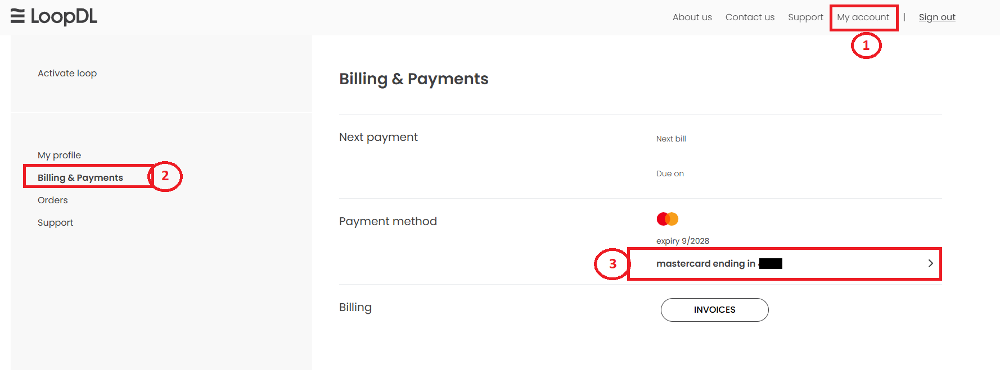 LoopDL
About us Contact us Support My account | Sign out
1
Activate loop
Billing & Payments
Next payment
Next bill
My profile
Billing & Payments 2
Due on
Orders
Support
Payment method
expiry 9/2028
3 mastercard ending in
Billing
INVOICES